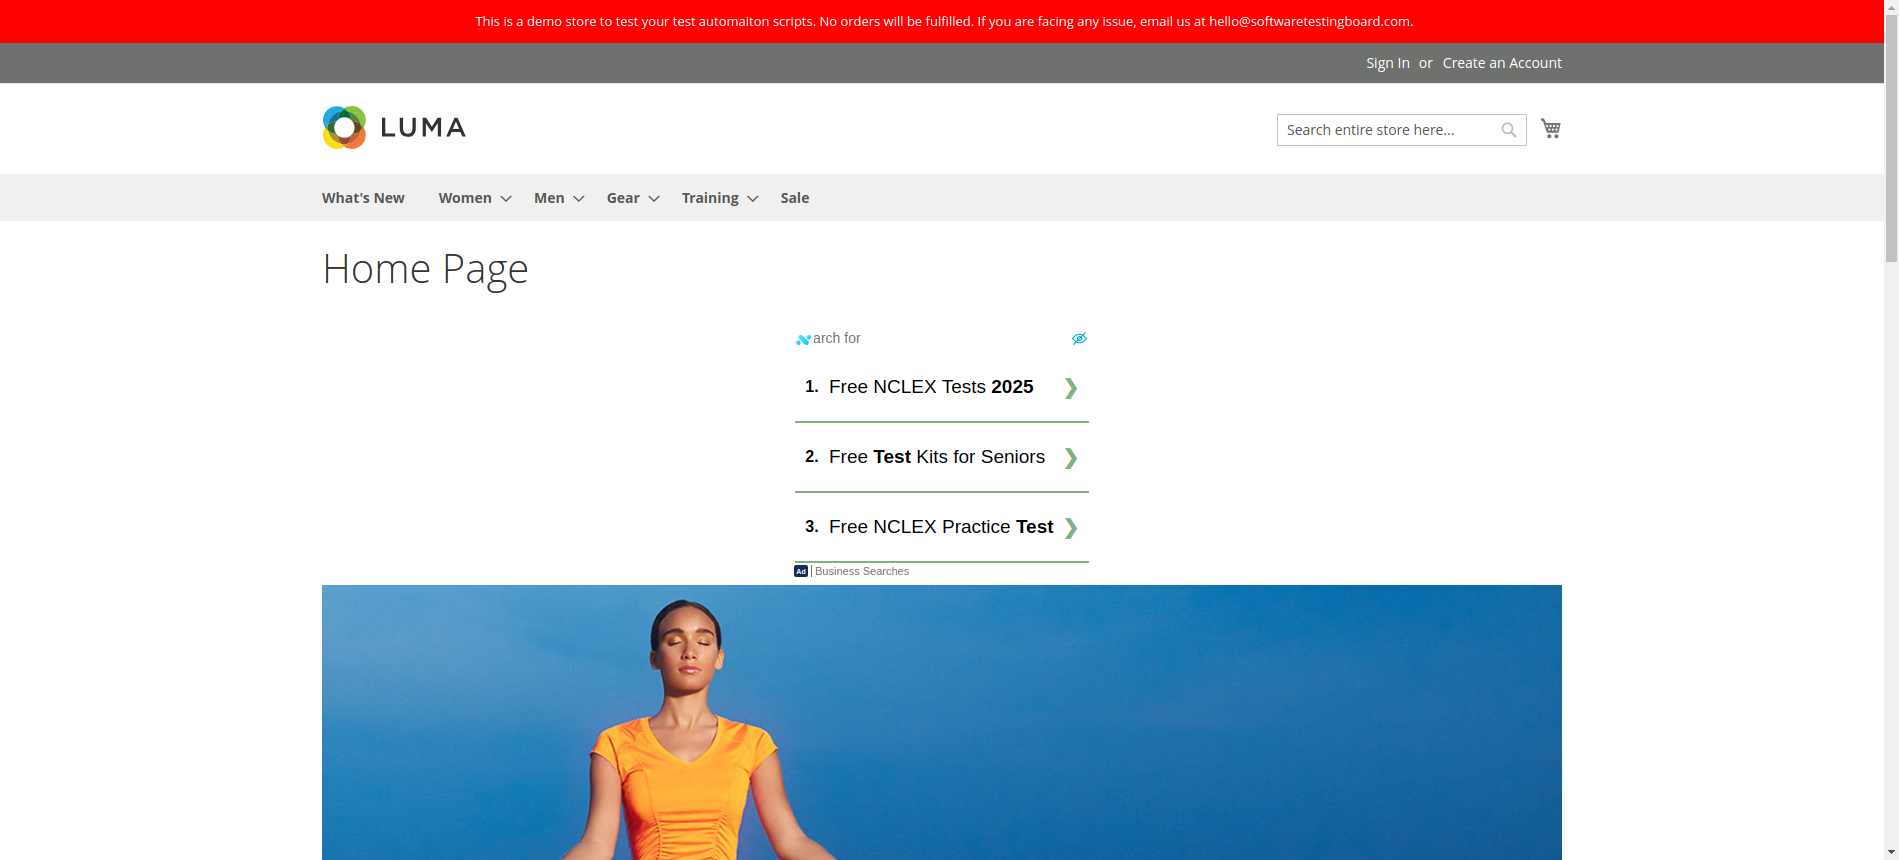 This is a demo store to test your test automaiton scripts. No orders will be fulfilled. If you are facing any issue, email us at hello@softwaretestingboard.com.
Sign In or Create an Account
LUMA
Search entire store here...
What's New Women Men Gear Training Sale
Home Page
arch for
1. Free NCLEX Tests 2025
2. Free Test Kits for Seniors
3. Free NCLEX Practice Test
Ad | Business Searches